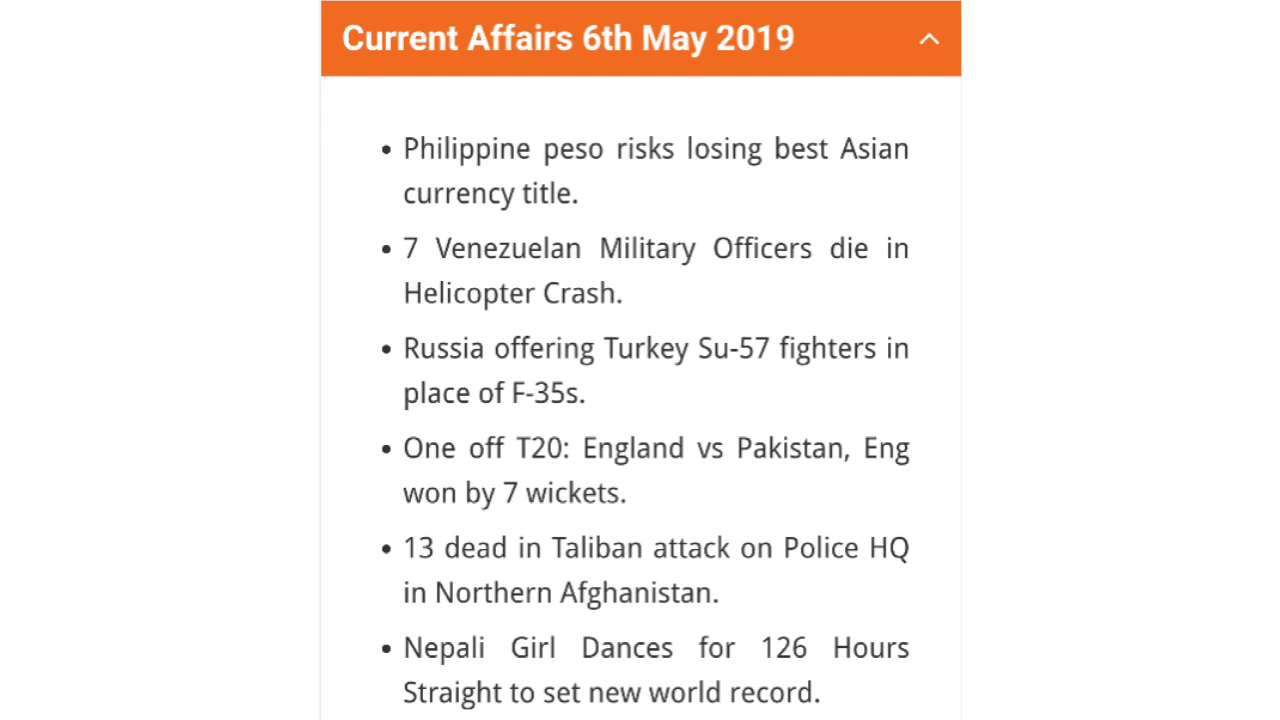 Current Affairs 6th May 2019
• Philippine peso risks losing best Asian
currency title.
• 7 Venezuelan Military Officers die in
Helicopter Crash.
• Russia offering Turkey Su-57 fighters in
place of F-35s.
• One off T20: England vs Pakistan, Eng
won by 7 wickets.
• 13 dead in Taliban attack on Police HQ
in Northern Afghanistan.
• Nepali Girl Dances for 126 Hours
Straight to set new world record.